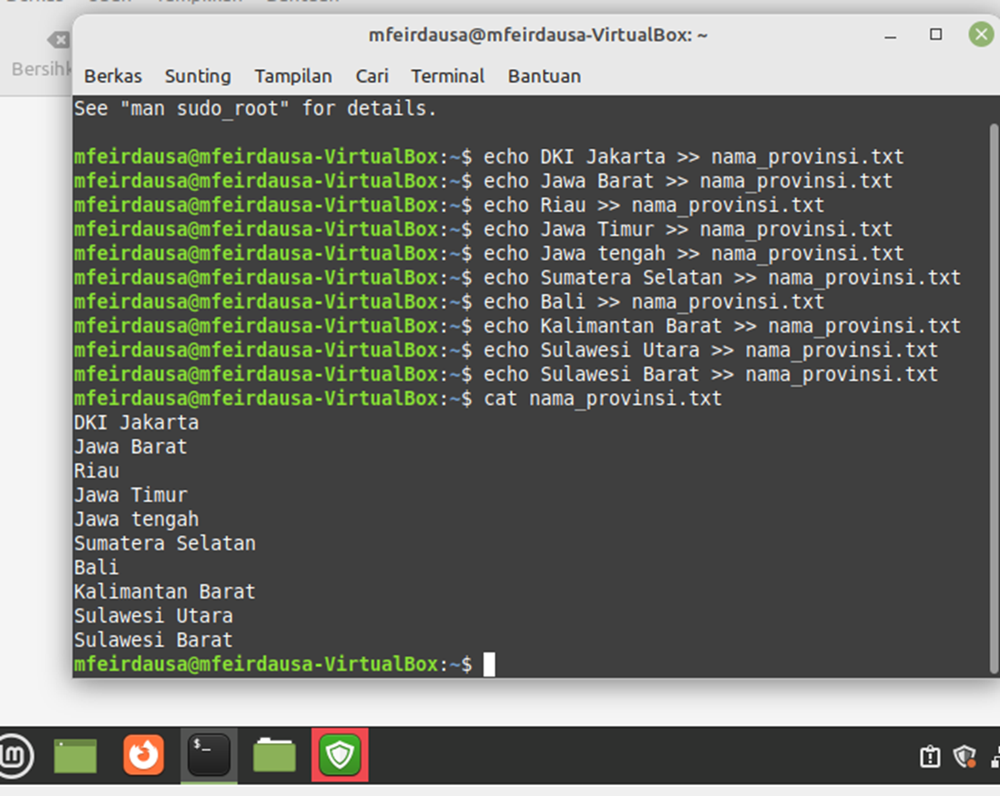 Bersihk
mfeirdausa@mfeirdausa-VirtualBox: ~
Berkas Sunting Tampilan Cari Terminal Bantuan
See "man sudo_root" for details.
mfeirdausa@mfeirdausa-VirtualBox:~$ echo DKI Jakarta >> nama_provinsi.txt
mfeirdausa@mfeirdausa-VirtualBox:~$ echo Jawa Barat >> nama_provinsi.txt
mfeirdausa@mfeirdausa-VirtualBox:~$ echo Riau >> nama_provinsi.txt
mfeirdausa@mfeirdausa-VirtualBox:~$ echo Jawa Timur >> nama_provinsi.txt
mfeirdausa@mfeirdausa-VirtualBox:~$ echo Jawa tengah >> nama_provinsi.txt
mfeirdausa@mfeirdausa-VirtualBox:~$ echo Sumatera Selatan >> nama_provinsi.txt
mfeirdausa@mfeirdausa-VirtualBox:~$ echo Bali >> nama_provinsi.txt
mfeirdausa@mfeirdausa-VirtualBox:~$ echo Kalimantan Barat >> nama_provinsi.txt
mfeirdausa@mfeirdausa-VirtualBox:~$ echo Sulawesi Utara >> nama_provinsi.txt
mfeirdausa@mfeirdausa-VirtualBox:~$ echo Sulawesi Barat >> nama_provinsi.txt
mfeirdausa@mfeirdausa-VirtualBox:~$ cat nama_provinsi.txt
DKI Jakarta
Jawa Barat
Riau
Jawa Timur
Jawa tengah
Sumatera Selatan
Bali
Kalimantan Barat
Sulawesi Utara
Sulawesi Barat
mfeirdausa@mfeirdausa-VirtualBox:~$
$_